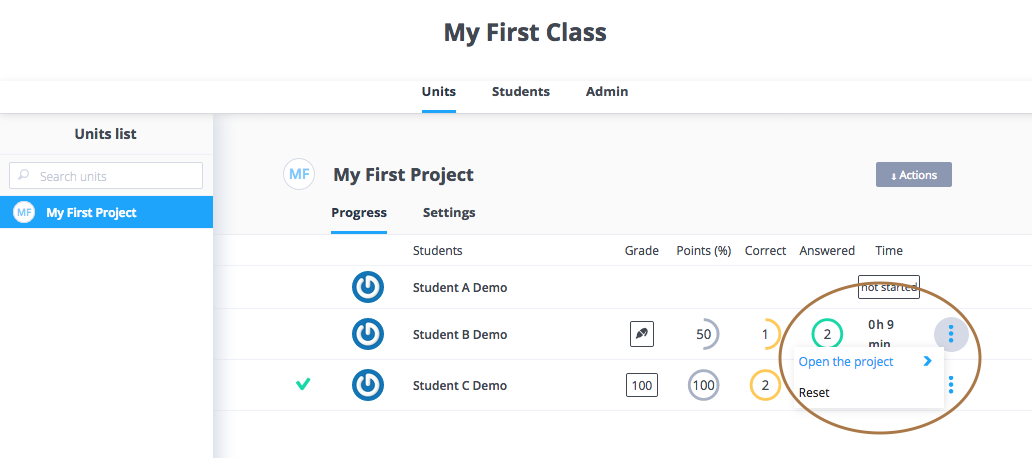 My First Class
Units Students Admin
Units list
Search units
MF My First Project
MF My First Project
Actions
Progress Settings
Students Grade Points (%) Correct Answered Time
Student A Demo not started
Student B Demo 50 1 2 0h 9
min
Open the project
Student C Demo 100 100 2
Reset